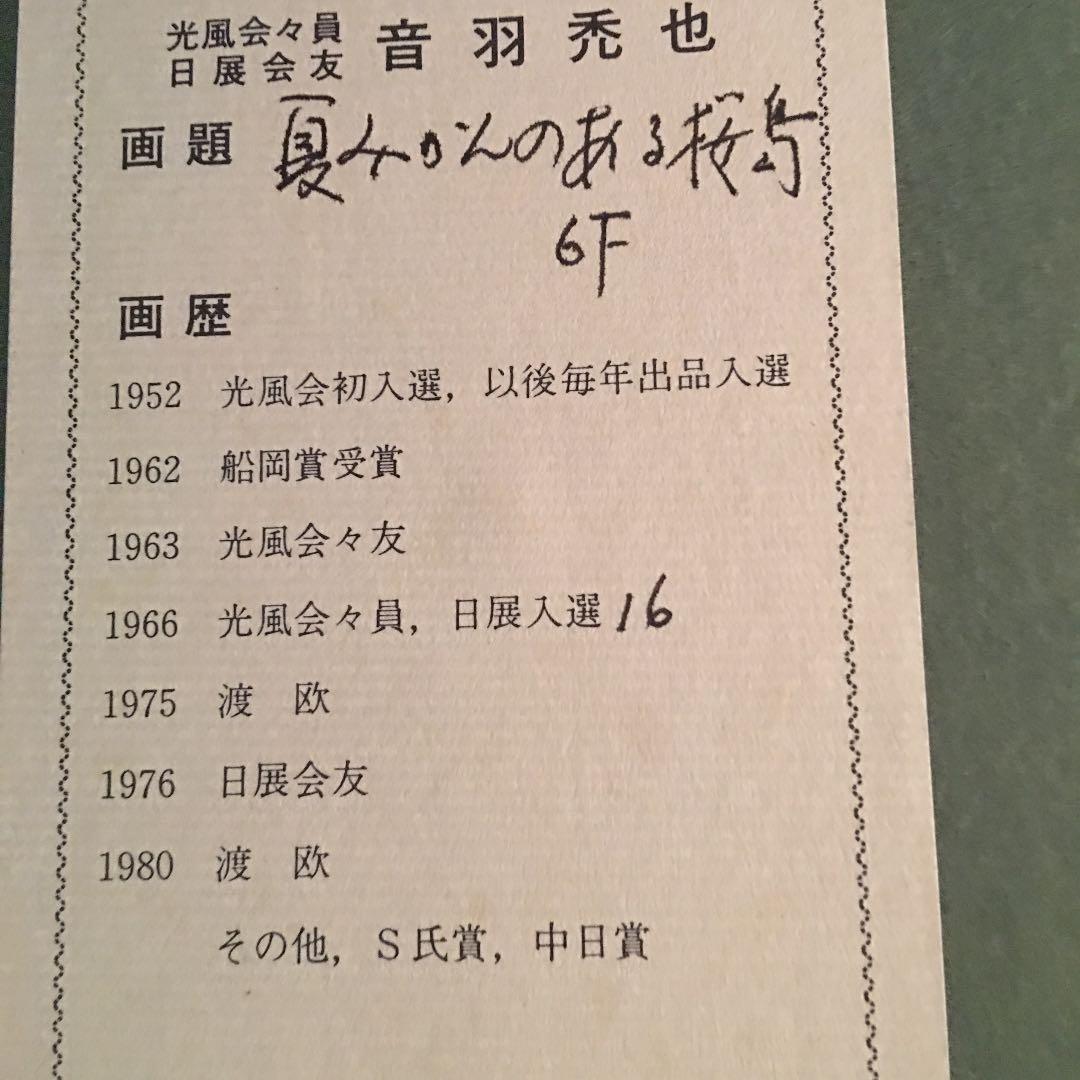 光風会々員
日展会友 音羽禿也
画題 夏みかんのある桜島
6F
画歴
1952 光風会初入選，以後毎年出品入選
1962 船岡賞受賞
1963 光風会々友
1966 光風会々員，日展入選 16
1975 渡 欧
1976 日展会友
1980 渡 欧
その他，Ｓ氏賞，中日賞